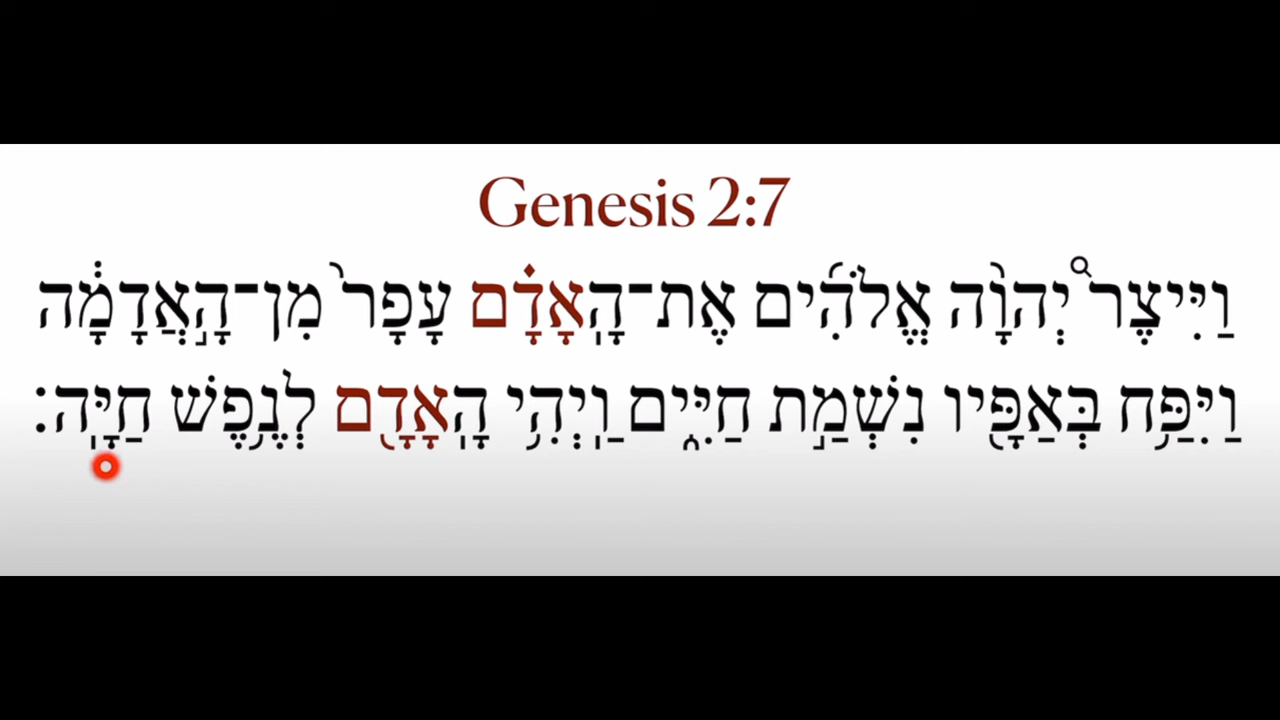 Genesis 2:7
וַיִּיצֶר֩ יְהוָ֨ה אֱלֹהִ֜ים אֶת־הָֽאָדָ֗ם עָפָר֙ מִן־הָ֣אֲדָמָ֔ה
וַיִּפַּ֥ח בְּאַפָּ֖יו נִשְׁמַ֣ת חַיִּ֑ים וַֽיְהִ֥י הָֽאָדָ֖ם לְנֶ֥פֶשׁ חַיָּֽה׃